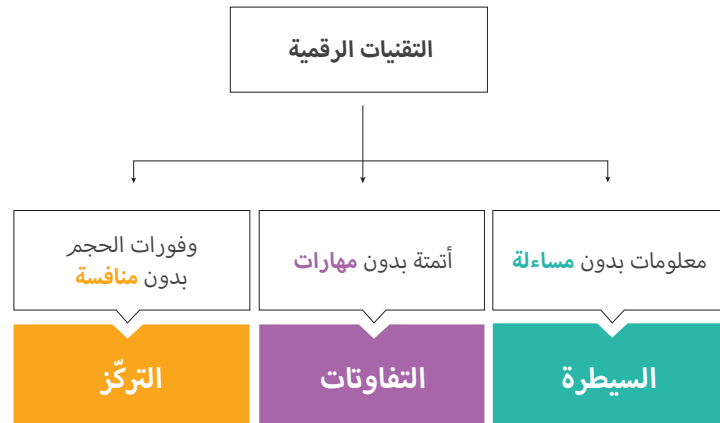 التقنيات الرقمية
معلومات بدون مساءلة
السيطرة
أتمتة بدون مهارات
التفاوتات
وفورات الحجم
بدون منافسة
التركّز